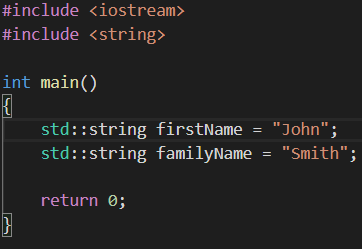 #include <iostream>
#include <string>

int main()
{
    std::string firstName = "John";
    std::string familyName = "Smith";

    return 0;
}